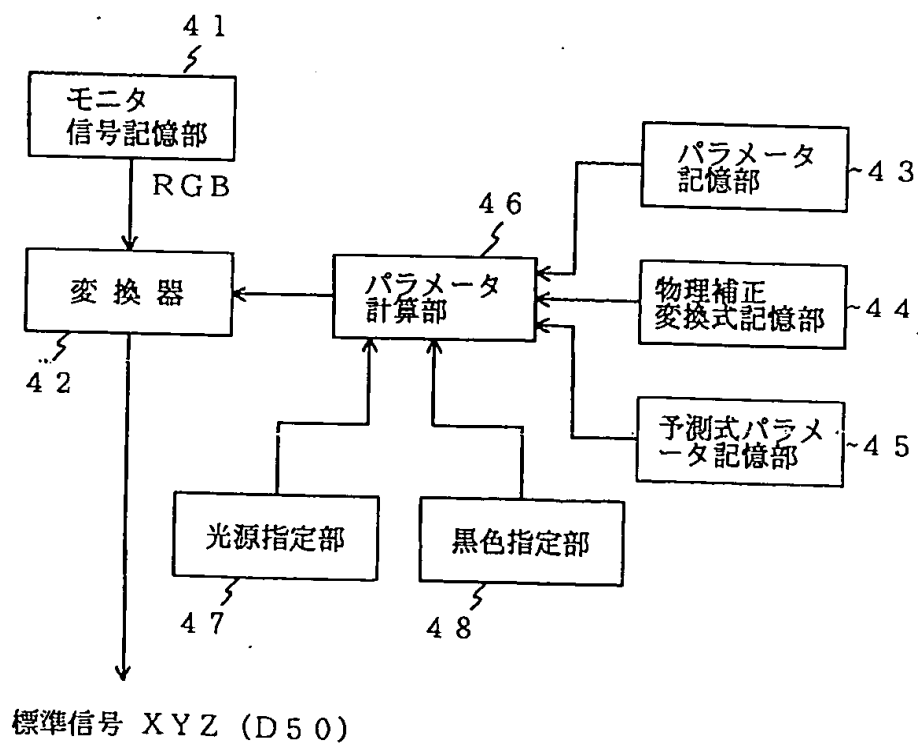 41
モニタ
信号記憶部
RGB
46
パラメータ
記憶部
43
変換器
パラメータ
計算部
物理補正
変換式記憶部
44
42
予測式パラメ
ータ記憶部
45
光源指定部
黒色指定部
47
48
標準信号 XYZ (D50)